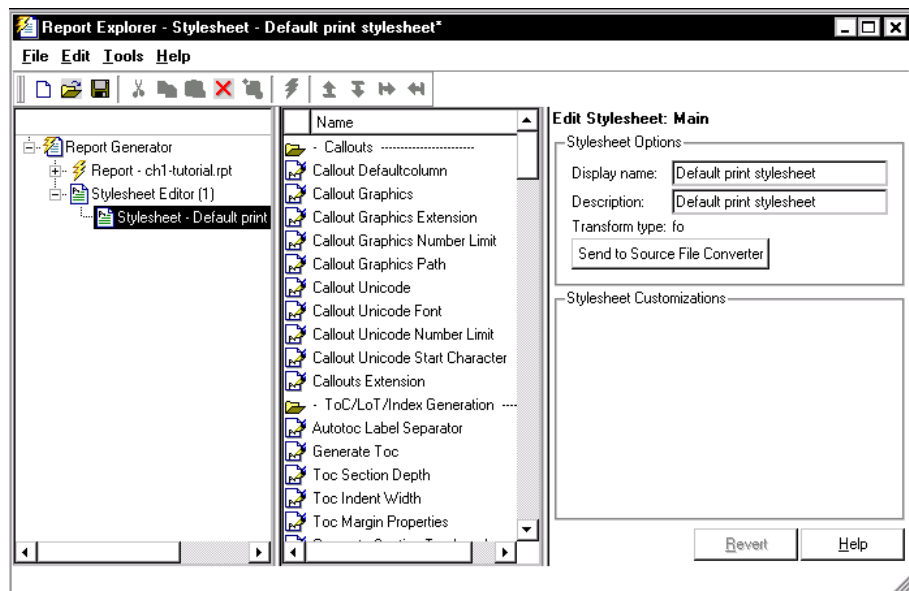 Report Explorer - Stylesheet - Default print stylesheet*
File Edit Tools Help
Report Generator
Report - ch1-tutorial.rpt
Stylesheet Editor (1)
Stylesheet - Default print
Name
- Callouts -----------------------
Callout Defaultcolumn
Callout Graphics
Callout Graphics Extension
Callout Graphics Number Limit
Callout Graphics Path
Callout Unicode
Callout Unicode Font
Callout Unicode Number Limit
Callout Unicode Start Character
Callouts Extension
- ToC/LoT/Index Generation ----
Autotoc Label Separator
Generate Toc
Toc Section Depth
Toc Indent Width
Toc Margin Properties
Edit Stylesheet: Main
Stylesheet Options
Display name: Default print stylesheet
Description: Default print stylesheet
Transform type: fo
Send to Source File Converter
Stylesheet Customizations
Revert Help